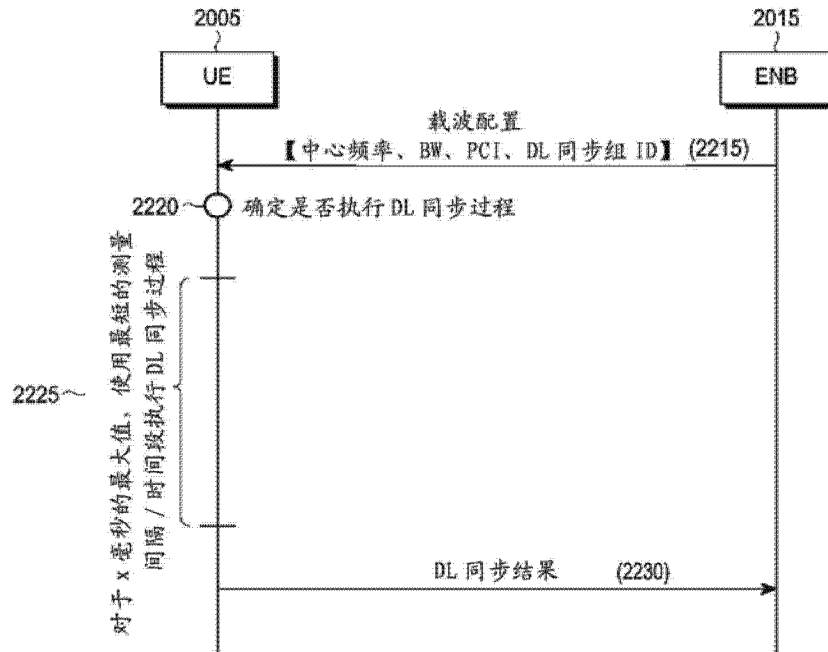 2005
2015
UE
ENB
载波配置
【中心频率、BW、PCI、DL 同步组 ID】 (2215)
2220
确定是否执行 DL 同步过程
2225
对于 x 毫秒的最大值、使用最短的测量
间隔 / 时间段执行 DL 同步过程
DL 同步结果 (2230)